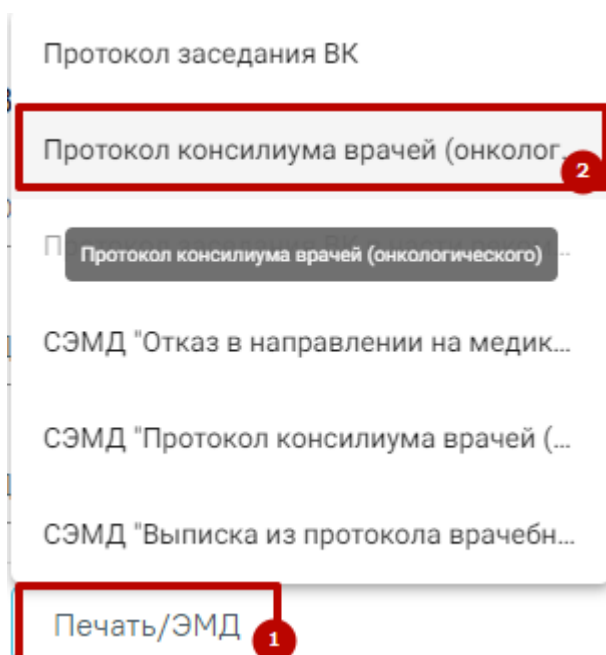 Протокол заседания ВК
Протокол консилиума врачей (онколог...
2
Протокол консилиума врачей (онкологического)
СЭМД "Отказ в направлении на медик...
СЭМД "Протокол консилиума врачей (...
СЭМД "Выписка из протокола врачебн...
Печать/ЭМД
1